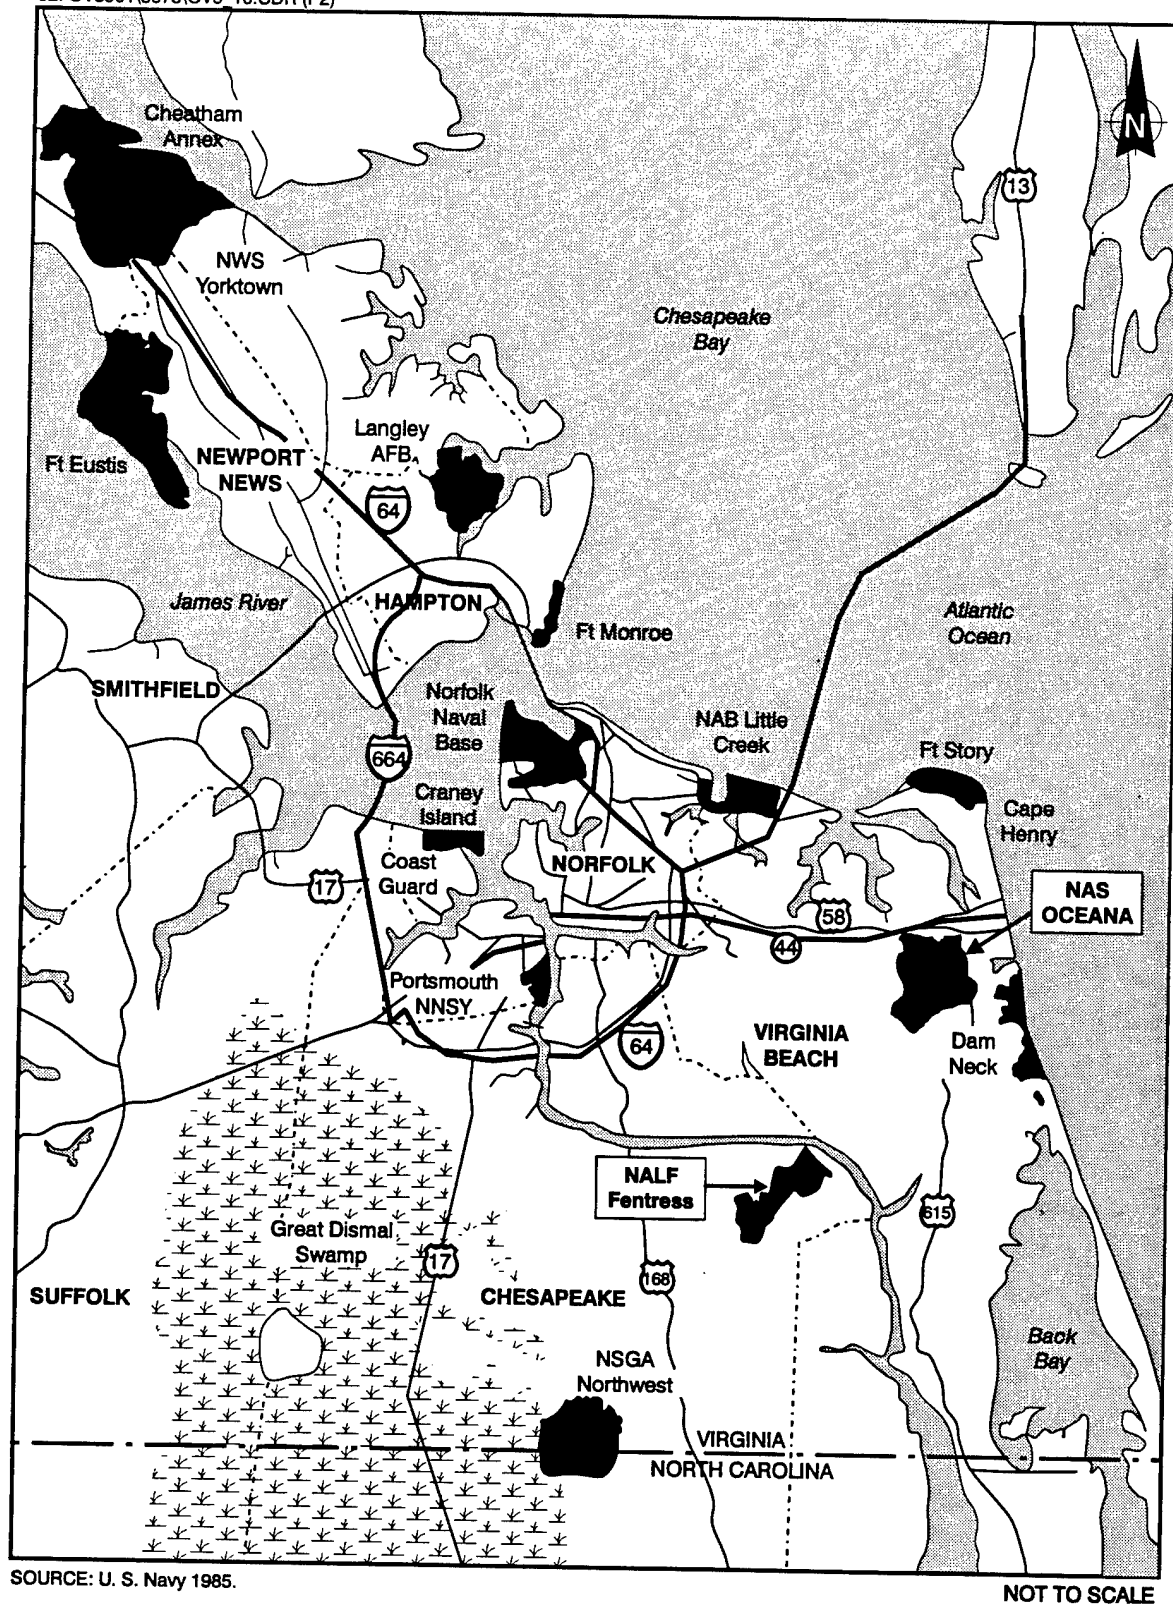 Cheatham
Annex
N
13
NWS
Yorktown
Chesapeake
Bay
Langley
AFB
Ft Eustis
NEWPORT
NEWS
64
James River
HAMPTON
Ft Monroe
Atlantic
Ocean
SMITHFIELD
Norfolk
Naval
Base
NAB Little
Creek
Ft Story
664
Craney
Island
Cape
Henry
Coast
Guard
NORFOLK
17
58
NAS
OCEANA
44
Portsmouth
NNSY
64
VIRGINIA
BEACH
Dam
Neck
NALF
Fentress
615
Great Dismal
Swamp
17
168
SUFFOLK
CHESAPEAKE
Back
Bay
NSGA
Northwest
VIRGINIA
NORTH CAROLINA
SOURCE: U. S. Navy 1985.
NOT TO SCALE